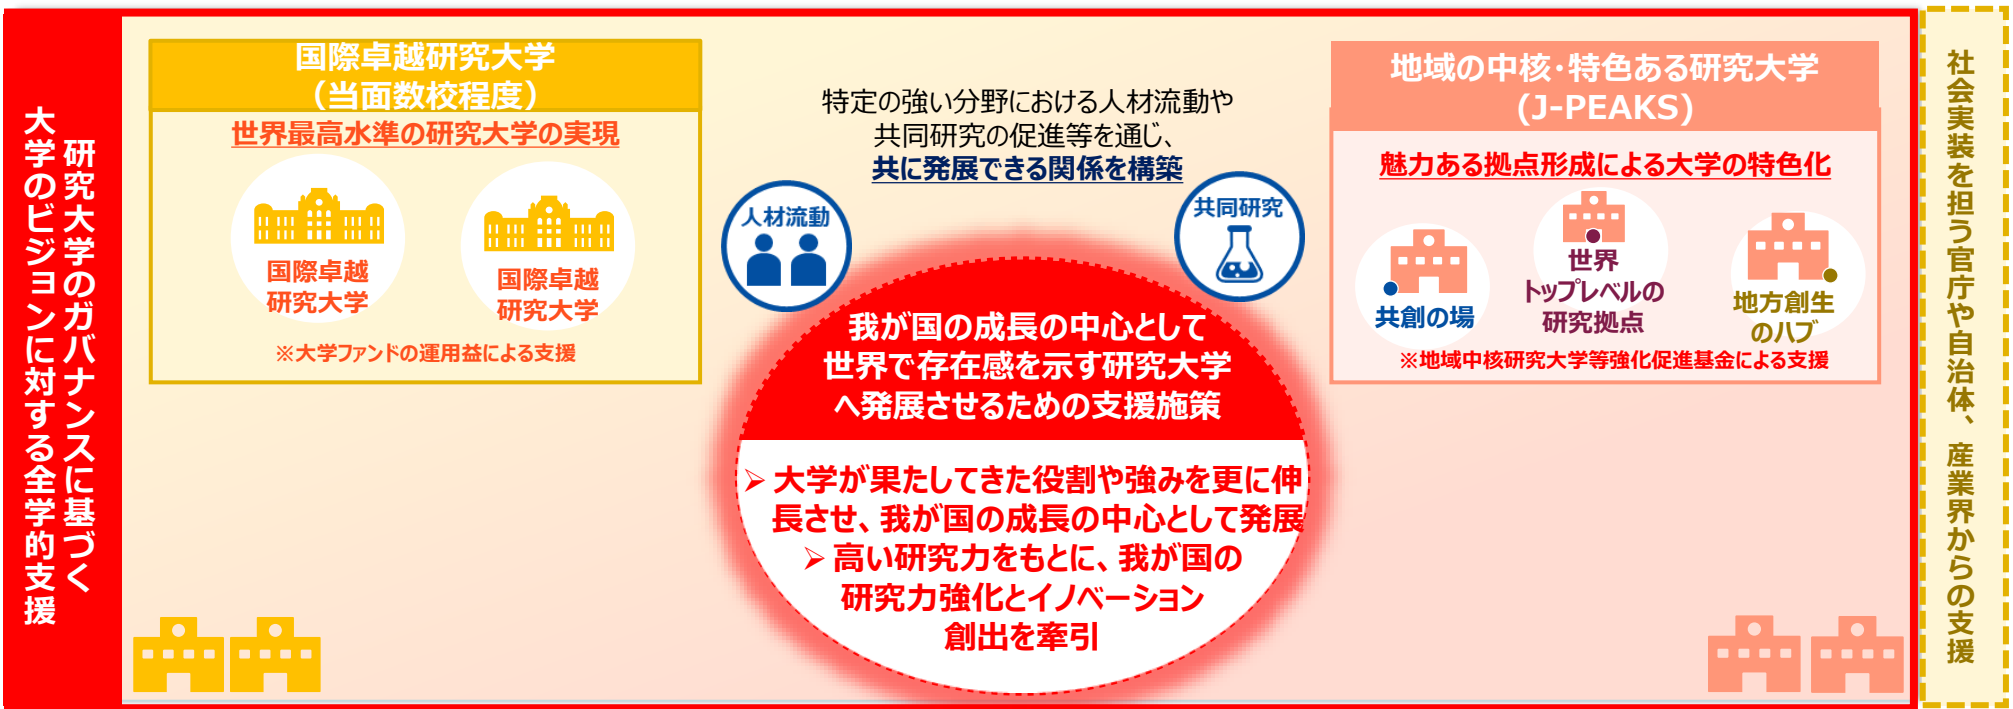 研究大学のガバナンスに基づく
大学のビジョンに対する全学的支援
国際卓越研究大学
（当面数校程度）
世界最高水準の研究大学の実現
国際卓越
研究大学
国際卓越
研究大学
※大学ファンドの運用益による支援
特定の強い分野における人材流動や
共同研究の促進等を通じ、
共に発展できる関係を構築
人材流動
共同研究
我が国の成長の中心として
世界で存在感を示す研究大学
へ発展させるための支援施策
➢ 大学が果たしてきた役割や強みを更に伸
長させ、我が国の成長の中心として発展
➢ 高い研究力をもとに、我が国の
研究力強化とイノベーション
創出を牽引
地域の中核・特色ある研究大学
(J-PEAKS)
魅力ある拠点形成による大学の特色化
共創の場
世界
トップレベルの
研究拠点
地方創生
のハブ
※地域中核研究大学等強化促進基金による支援
社会実装を担う官庁や自治体、産業界からの支援